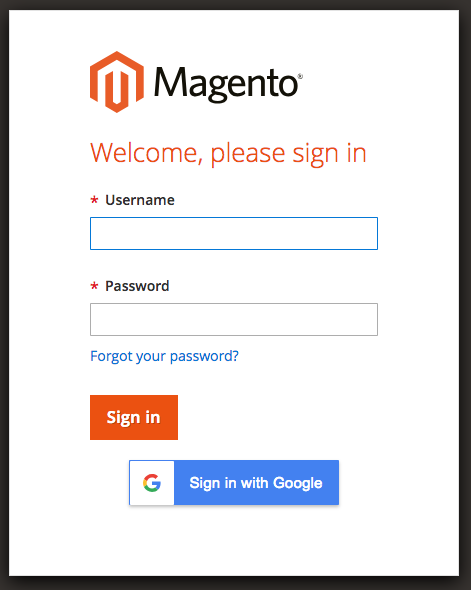 Magento®
Welcome, please sign in
* Username
* Password
Forgot your password?
Sign in
G Sign in with Google